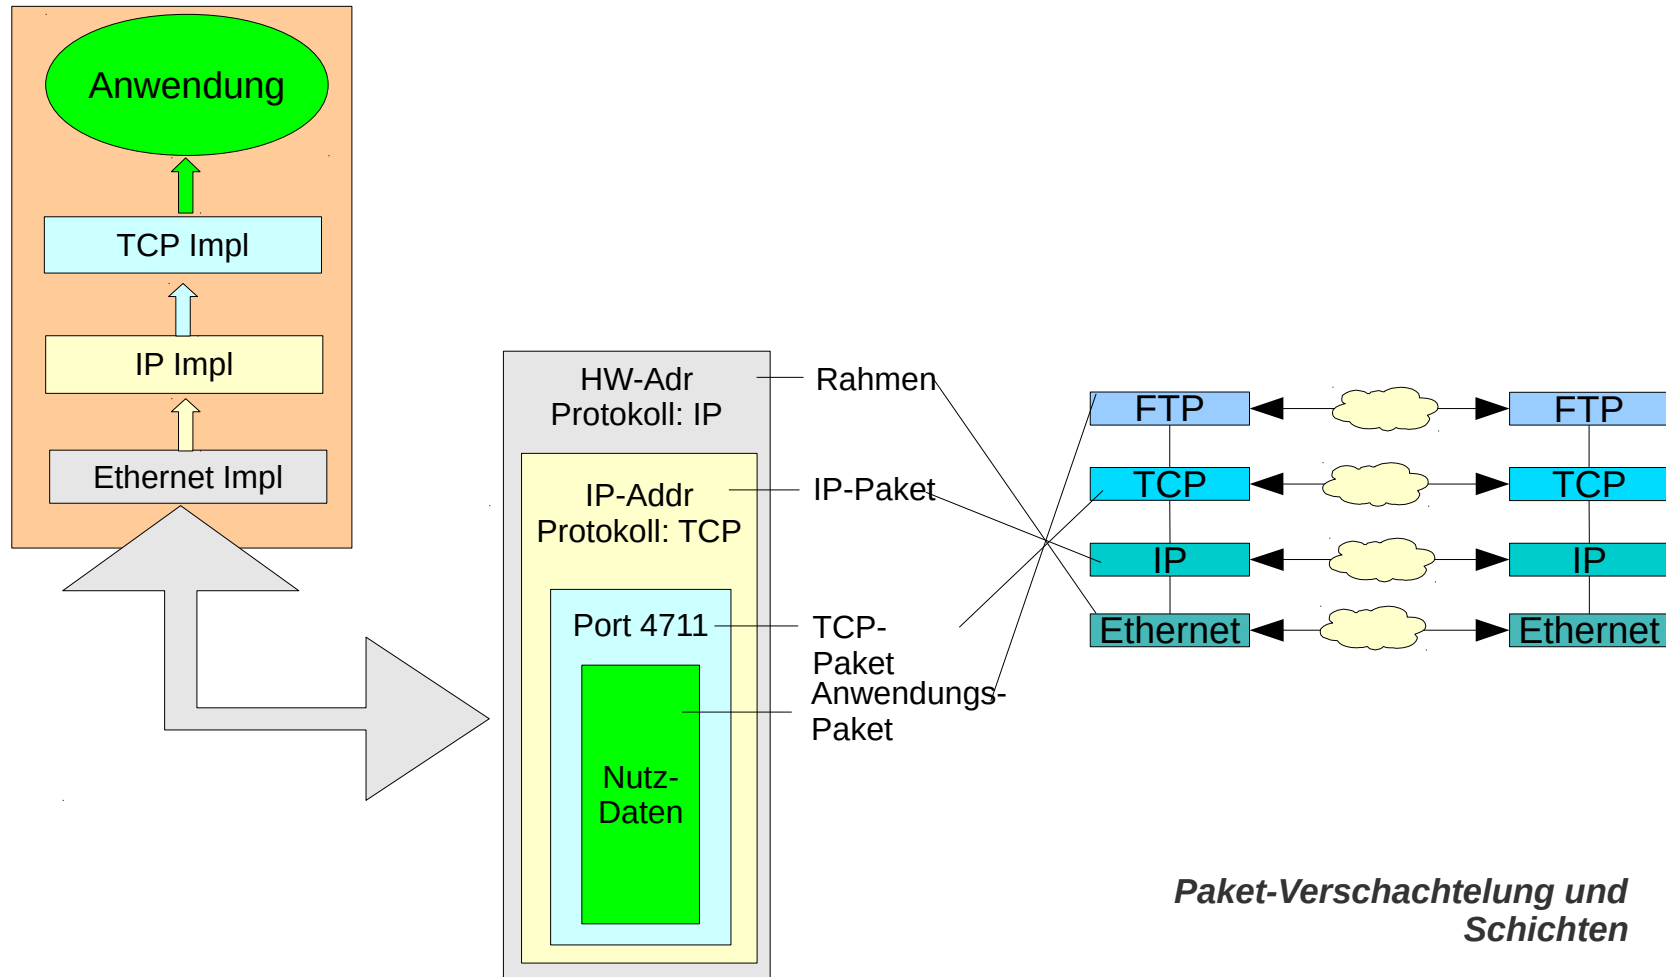 Anwendung
TCP Impl
IP Impl
Ethernet Impl
HW-Adr
Protokoll: IP
IP-Addr
Protokoll: TCP
Port 4711
Nutz-
Daten
Rahmen
IP-Paket
TCP-
Paket
Anwendungs-
Paket
FTP
TCP
IP
Ethernet
FTP
TCP
IP
Ethernet
Paket-Verschachtelung und
Schichten